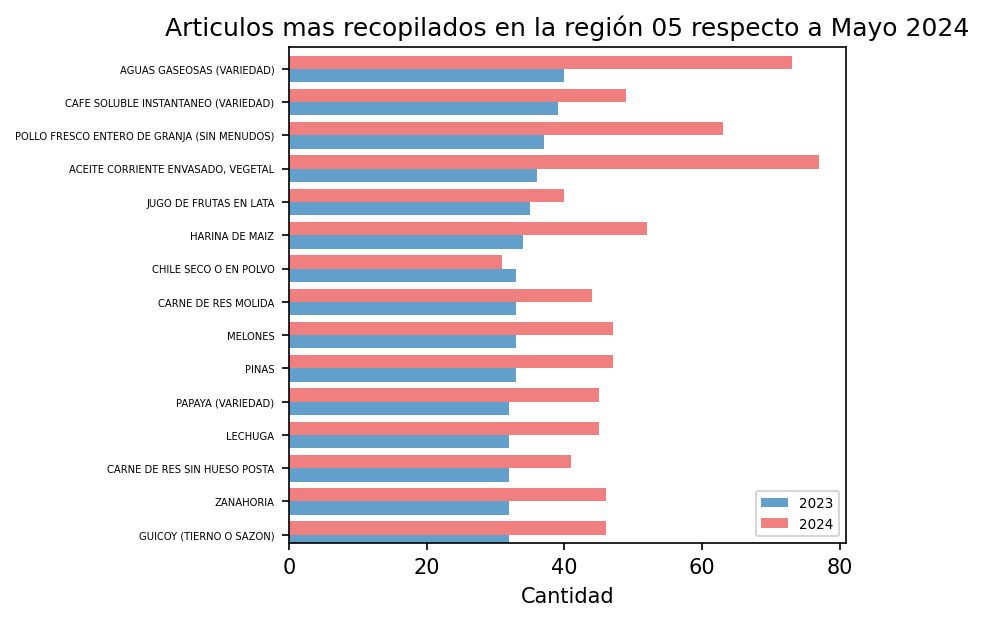 Articulos mas recopilados en la región 05 respecto a Mayo 2024
AGUAS GASEOSAS (VARIEDAD)
CAFE SOLUBLE INSTANTANEO (VARIEDAD)
POLLO FRESCO ENTERO DE GRANJA (SIN MENUDOS)
ACEITE CORRIENTE ENVASADO, VEGETAL
JUGO DE FRUTAS EN LATA
HARINA DE MAIZ
CHILE SECO O EN POLVO
CARNE DE RES MOLIDA
MELONES
PINAS
PAPAYA (VARIEDAD)
LECHUGA
CARNE DE RES SIN HUESO POSTA
ZANAHORIA
GUICOY (TIERNO O SAZON)
2023
2024
0 20 40 60 80
Cantidad